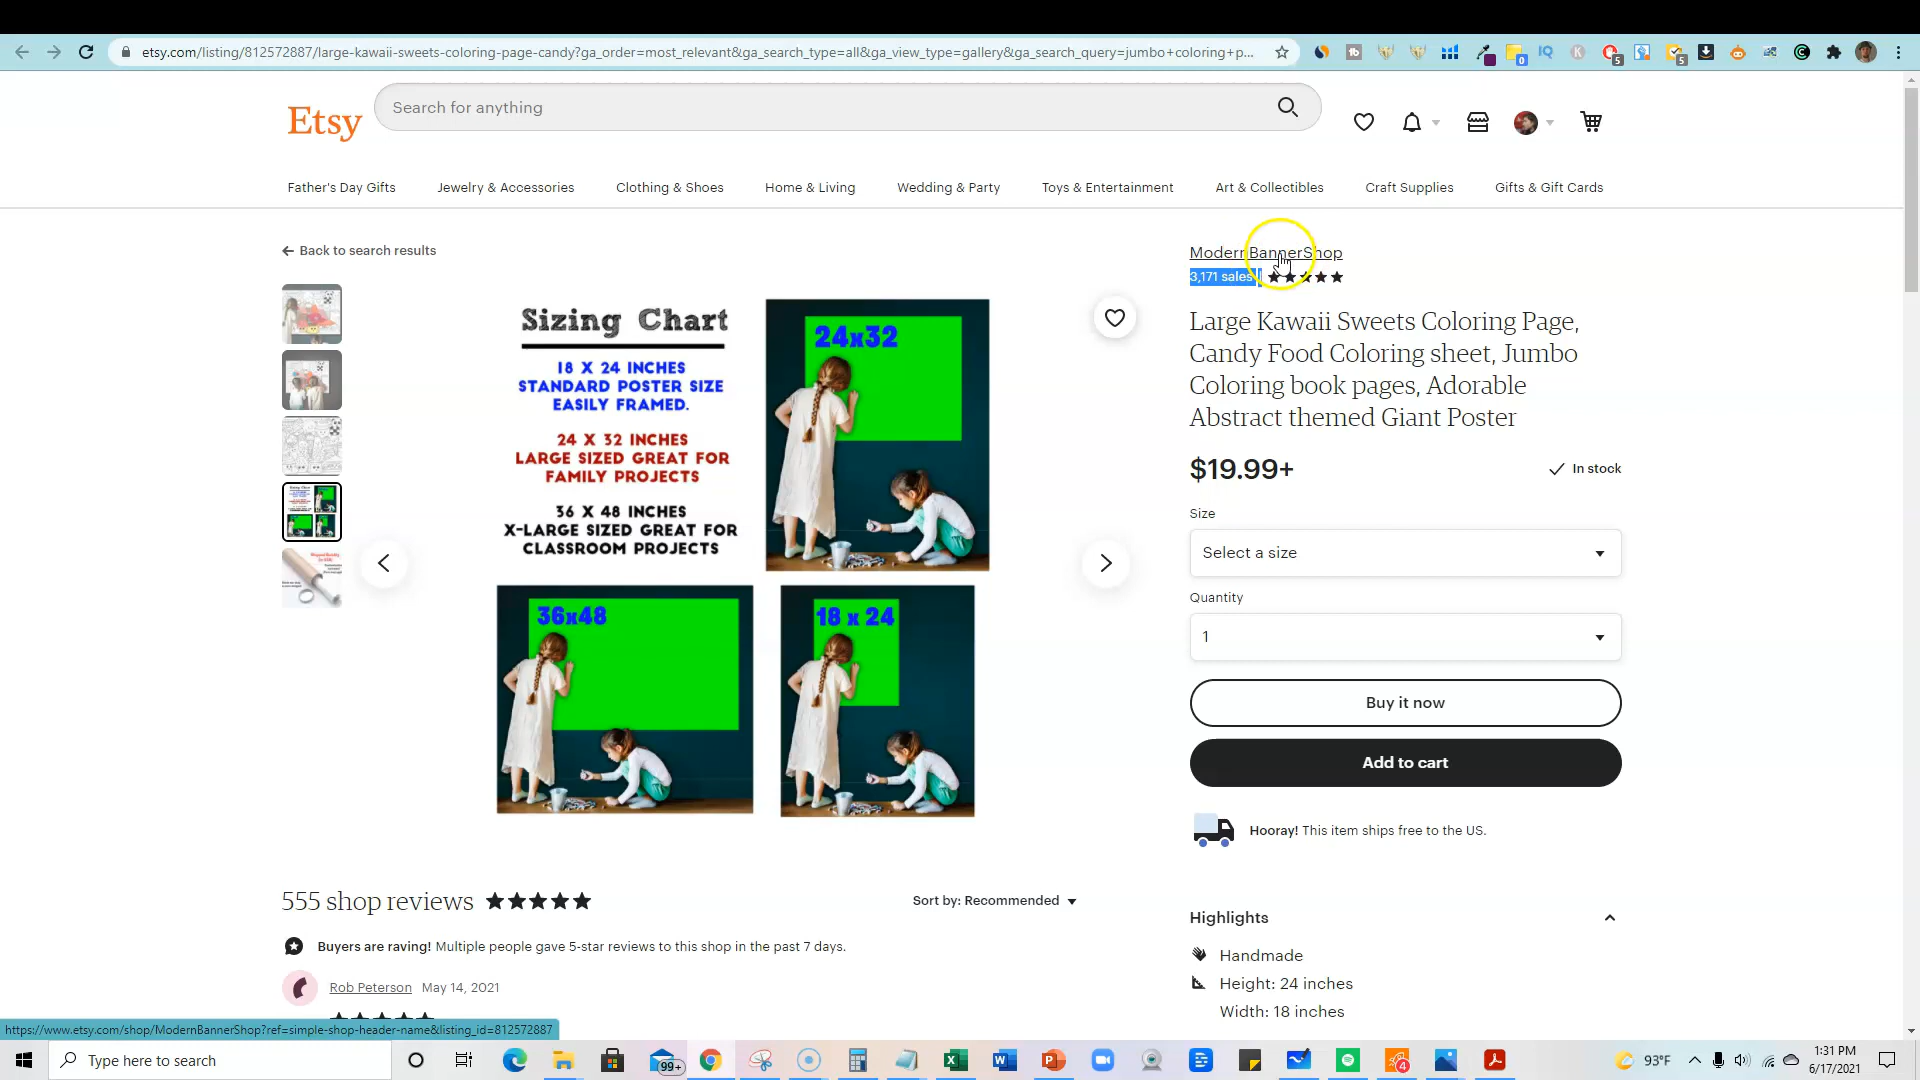 etsy.com/listing/812572887/large-kawaii-sweets-coloring-page-candy?ga_order=most_relevant&ga_search_type=all&ga_view_type=gallery&ga_search_query=jumbo+coloring+p...
Etsy
Search for anything
Father's Day Gifts
Jewelry & Accessories
Clothing & Shoes
Home & Living
Wedding & Party
Toys & Entertainment
Art & Collectibles
Craft Supplies
Gifts & Gift Cards
Back to search results
ModernBannerShop
3,171 sales |
Large Kawaii Sweets Coloring Page,
Candy Food Coloring sheet, Jumbo
Coloring book pages, Adorable
Abstract themed Giant Poster
$19.99+
In stock
Size
Select a size
Quantity
1
Buy it now
Add to cart
Hooray! This item ships free to the US.
Highlights
Handmade
Height: 24 inches
Width: 18 inches
Sizing Chart
18 X 24 INCHES
STANDARD POSTER SIZE
EASILY FRAMED.
24 X 32 INCHES
LARGE SIZED GREAT FOR
FAMILY PROJECTS
36 X 48 INCHES
X-LARGE SIZED GREAT FOR
CLASSROOM PROJECTS
24x32
36x48
18 x 24
555 shop reviews
Sort by: Recommended
Buyers are raving! Multiple people gave 5-star reviews to this shop in the past 7 days.
Rob Peterson May 14, 2021
https://www.etsy.com/shop/ModernBannerShop?ref=simple-shop-header-name&listing_id=812572887
Type here to search
99+
4
93°F
1:31 PM
6/17/2021